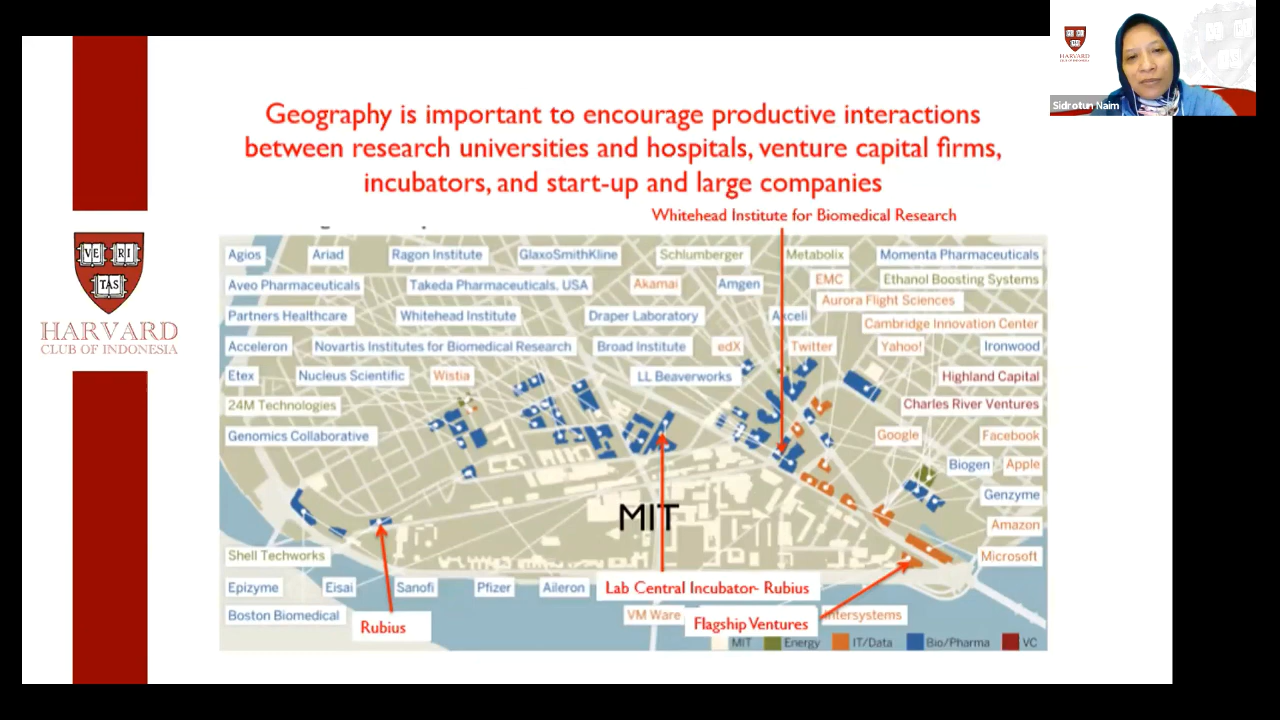 Geography is important to encourage productive interactions
between research universities and hospitals, venture capital firms,
incubators, and start-up and large companies
Whitehead Institute for Biomedical Research
Agios Ariad Ragon Institute GlaxoSmithKline Schlumberger Metabolix Momenta Pharmaceuticals
EMC Ethanol Boosting Systems
Aveo Pharmaceuticals Takeda Pharmaceuticals, USA Akamai Amgen
Aurora Flight Sciences
Partners Healthcare Whitehead Institute Draper Laboratory Axceli
Cambridge Innovation Center
Acceleron Novartis Institutes for Biomedical Research Broad Institute edX Twitter Yahoo! Ironwood
Etex Nucleus Scientific Wistia LL Beaverworks Highland Capital
24M Technologies Charles River Ventures
Genomics Collaborative Google Facebook
Biogen Apple
Genzyme
MIT
Amazon
Shell Techworks Microsoft
Epizyme Eisai Sanofi Pfizer Aileron Lab Central Incubator- Rubius
Boston Biomedical Rubius VM Ware Flagship Ventures Intersystems
MIT Energy IT/Data Bio/Pharma VC
VE RI TAS
HARVARD
CLUB OF INDONESIA
HARVARD
Sidrotun Naim